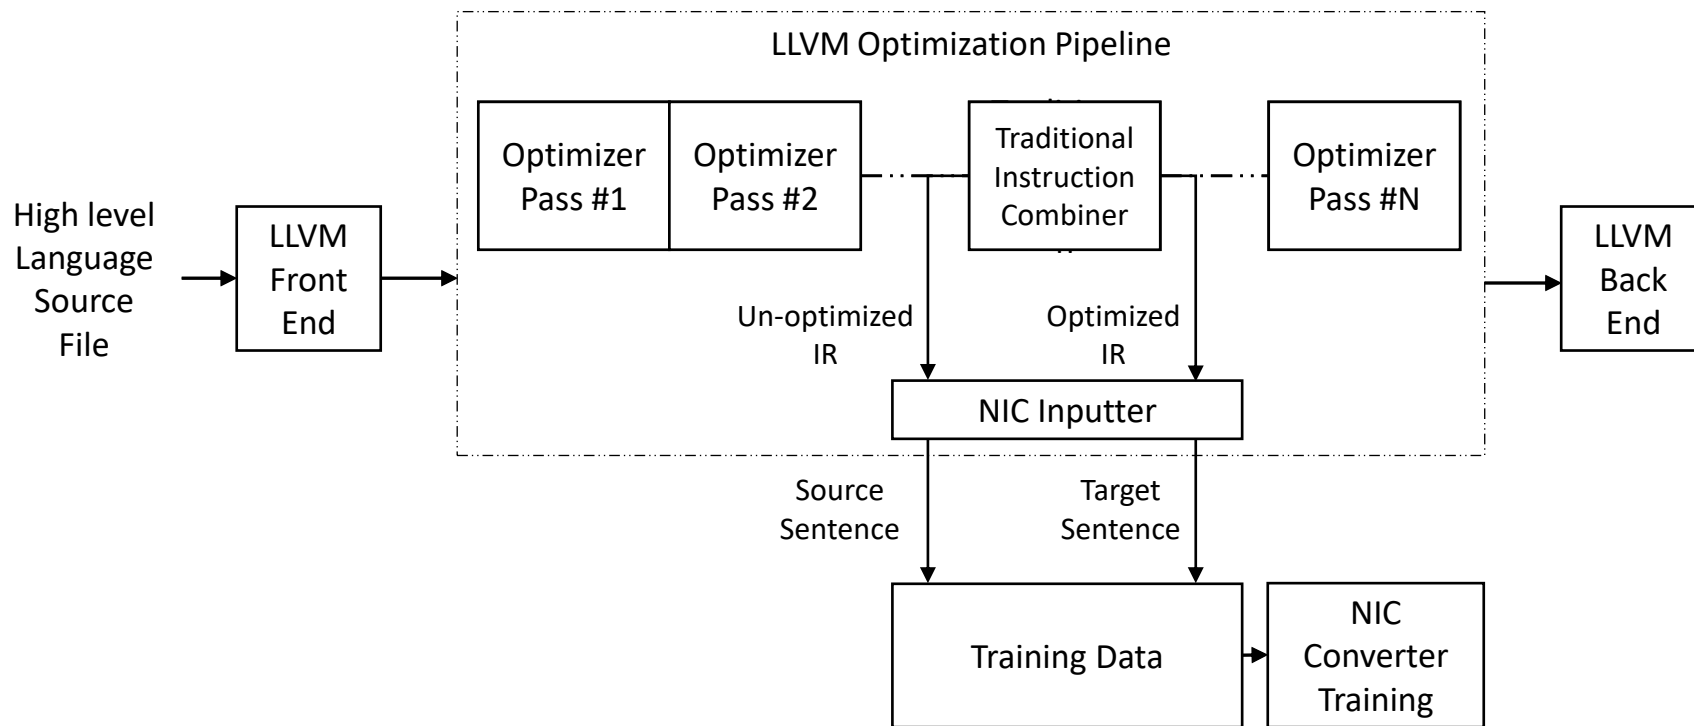 LLVM Optimization Pipeline
High level
Language
Source
File
LLVM
Front
End
Optimizer
Pass #1
Optimizer
Pass #2
Traditional
Instruction
Combiner
Optimizer
Pass #N
LLVM
Back
End
Un-optimized
IR
Optimized
IR
NIC Inputter
Source
Sentence
Target
Sentence
Training Data
NIC
Converter
Training